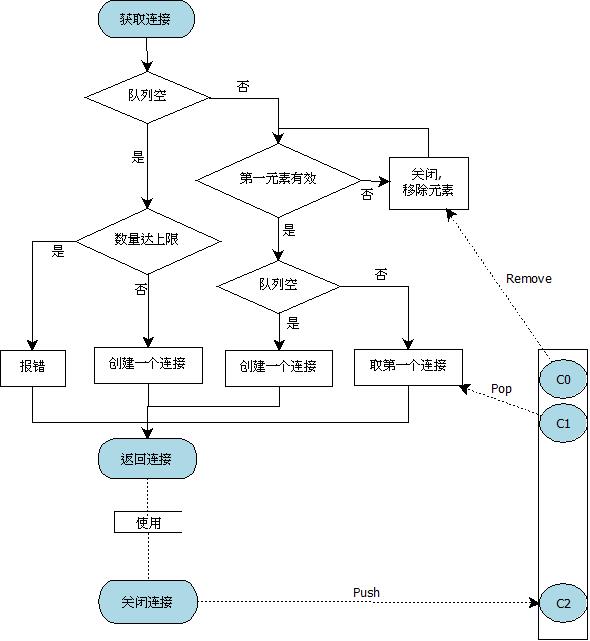 获取连接
队列空
否
是
第一元素有效
否
关闭,
移除元素
是
数量达上限
是
否
队列空
否
是
Remove
报错
创建一个连接
创建一个连接
取第一个连接
C0
Pop
C1
返回连接
使用
关闭连接
Push
C2